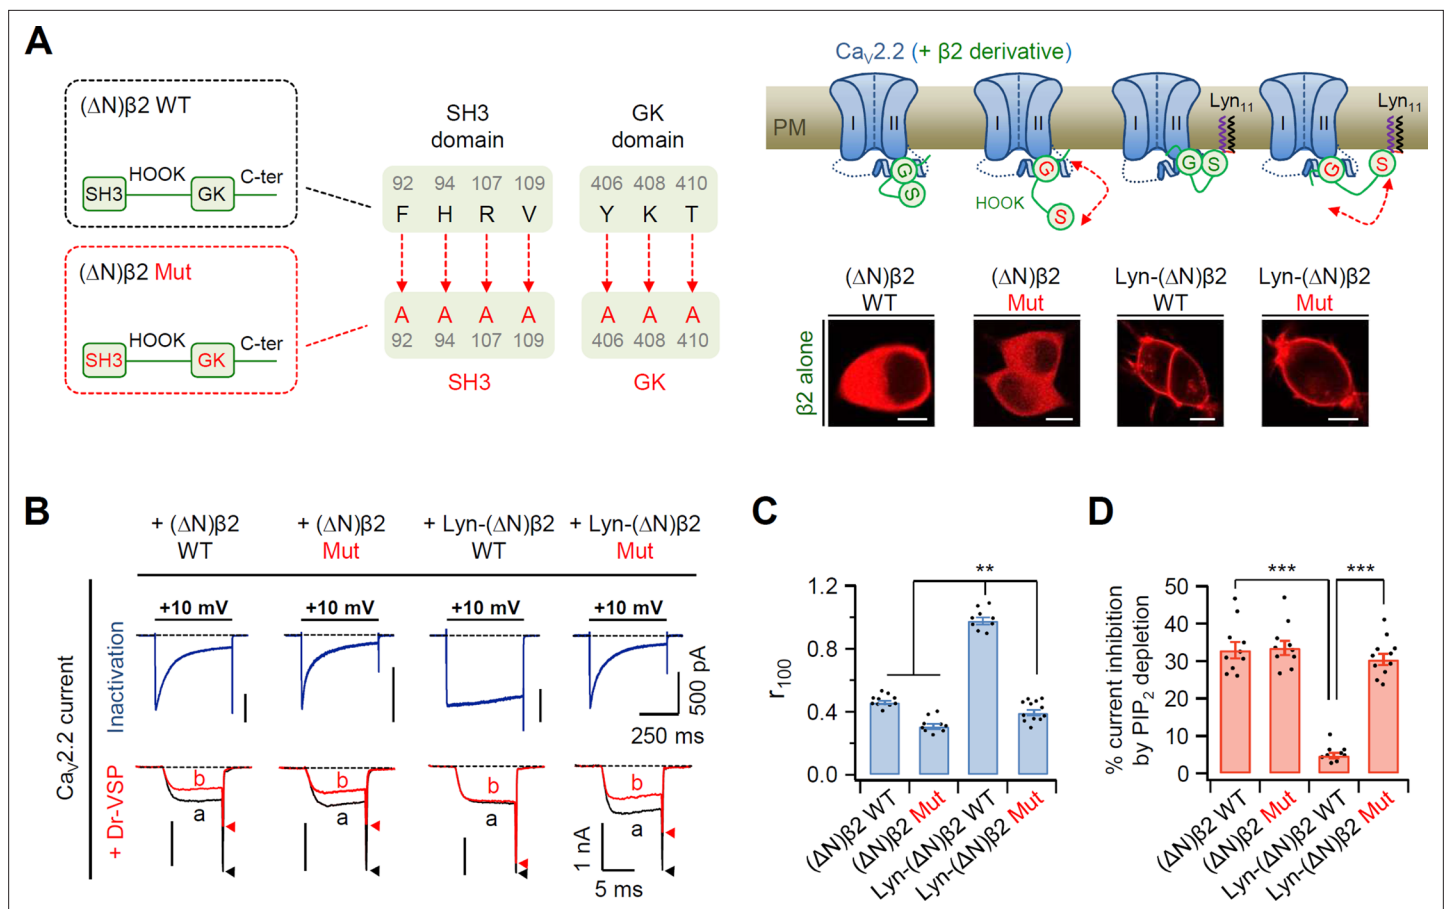 A
(ΔN)β2 WT
SH3
HOOK
GK
C-ter
(ΔN)β2 Mut
SH3
HOOK
GK
C-ter
SH3
domain
GK
domain
92 94 107 109
F H R V
406 408 410
Y K T
A A A A
92 94 107 109
A A A
406 408 410
SH3
GK
CaV2.2 (+ β2 derivative)
PM
I II
I II
I II
I II
Lyn11
Lyn11
G
S
G
S
G S
G
S
HOOK
(ΔN)β2
WT
(ΔN)β2
Mut
Lyn-(ΔN)β2
WT
Lyn-(ΔN)β2
Mut
β2 alone
B
+ (ΔN)β2
WT
+ (ΔN)β2
Mut
+ Lyn-(ΔN)β2
WT
+ Lyn-(ΔN)β2
Mut
CaV2.2 current
Inactivation
+10 mV
+10 mV
+10 mV
+10 mV
500 pA
250 ms
+ Dr-VSP
b
a
b
a
b
a
b
a
1 nA
5 ms
C
**
r100
1.2
0.8
0.4
0.0
(ΔN)β2 WT
(ΔN)β2 Mut
Lyn-(ΔN)β2 WT
Lyn-(ΔN)β2 Mut
D
*** ***
% current inhibition
by PIP2 depletion
50
40
30
20
10
0
(ΔN)β2 WT
(ΔN)β2 Mut
Lyn-(ΔN)β2 WT
Lyn-(ΔN)β2 Mut